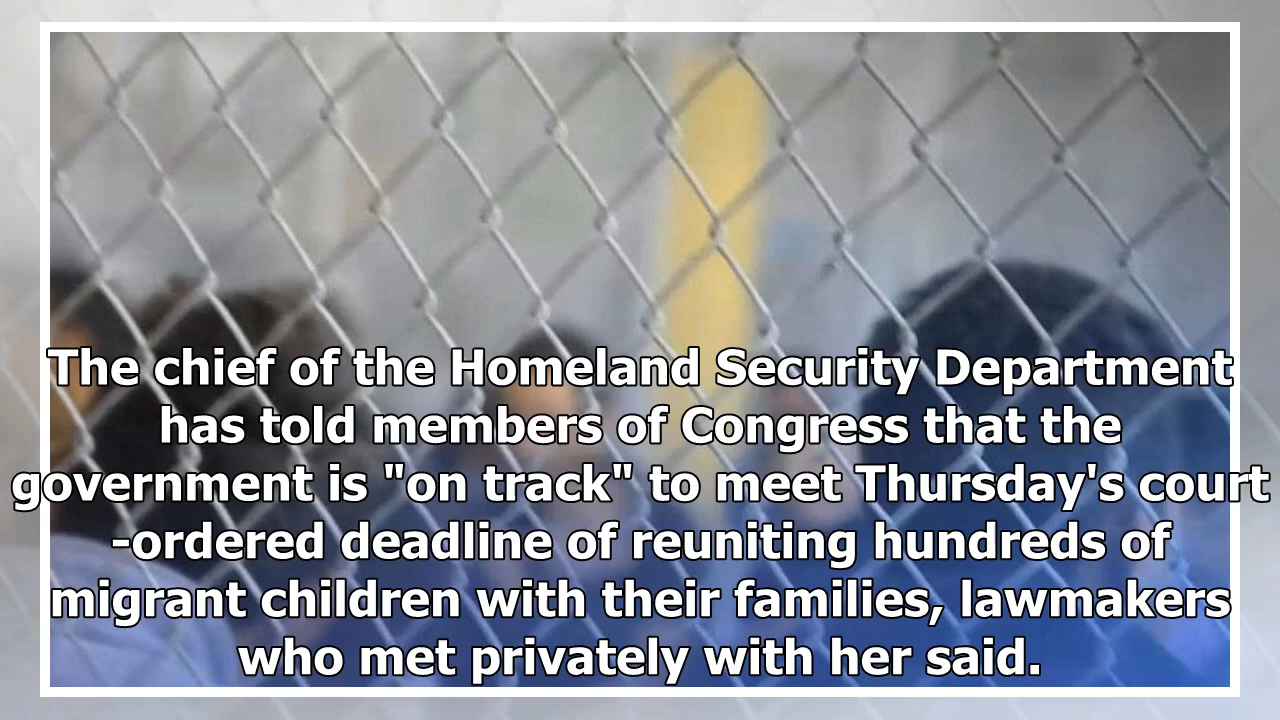 The chief of the Homeland Security Department
has told members of Congress that the
government is "on track" to meet Thursday's court
-ordered deadline of reuniting hundreds of
migrant children with their families, lawmakers
who met privately with her said.